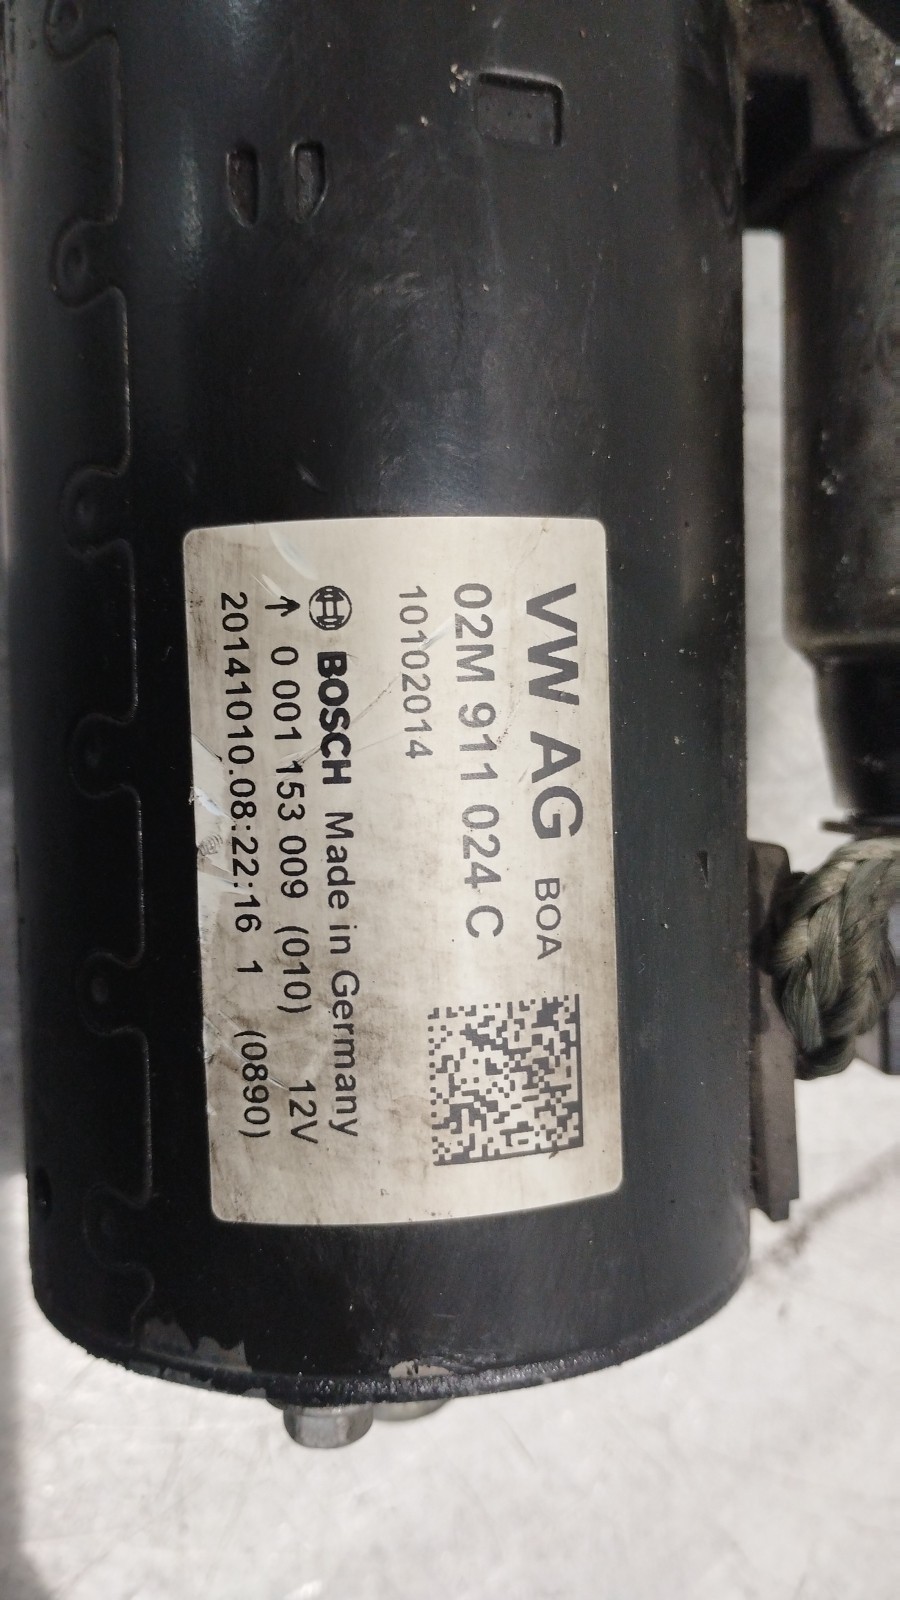 VW AG BOA
02M 911 024 C
10102014
BOSCH Made in Germany
↑ 0 001 153 009 (010) 12V
20141010.08:22:16 1 (0890)